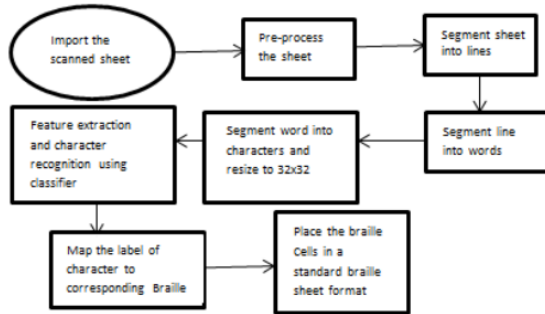 Import the
scanned sheet
Pre-process
the sheet
Segment sheet
into lines
Segment line
into words
Segment word into
characters and
resize to 32x32
Feature extraction
and character
recognition using
classifier
Map the label of
character to
corresponding Braille
Place the braille
Cells in a
standard braille
sheet format